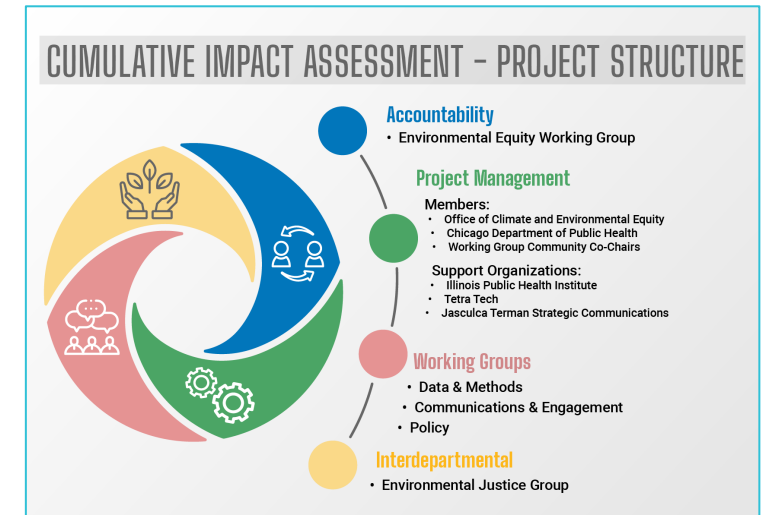 CUMULATIVE IMPACT ASSESSMENT – PROJECT STRUCTURE
Accountability
• Environmental Equity Working Group
Project Management
Members:
• Office of Climate and Environmental Equity
• Chicago Department of Public Health
• Working Group Community Co-Chairs
Support Organizations:
• Illinois Public Health Institute
• Tetra Tech
• Jasculca Terman Strategic Communications
Working Groups
• Data & Methods
• Communications & Engagement
• Policy
Interdepartmental
• Environmental Justice Group